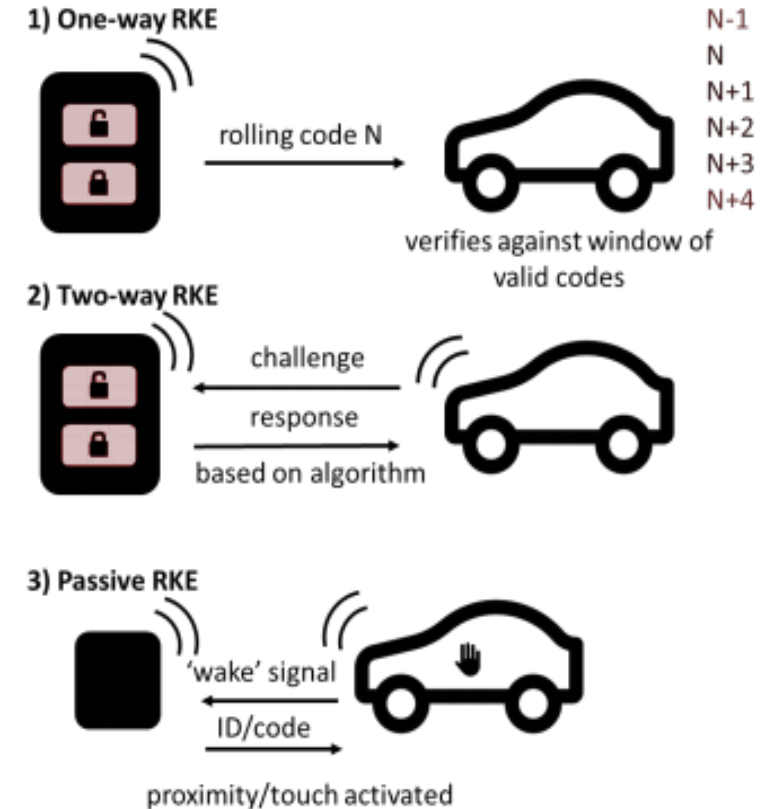 1) One-way RKE
rolling code N
N-1
N
N+1
N+2
N+3
N+4
verifies against window of
valid codes
2) Two-way RKE
challenge
response
based on algorithm
3) Passive RKE
‘wake’ signal
ID/code
proximity/touch activated